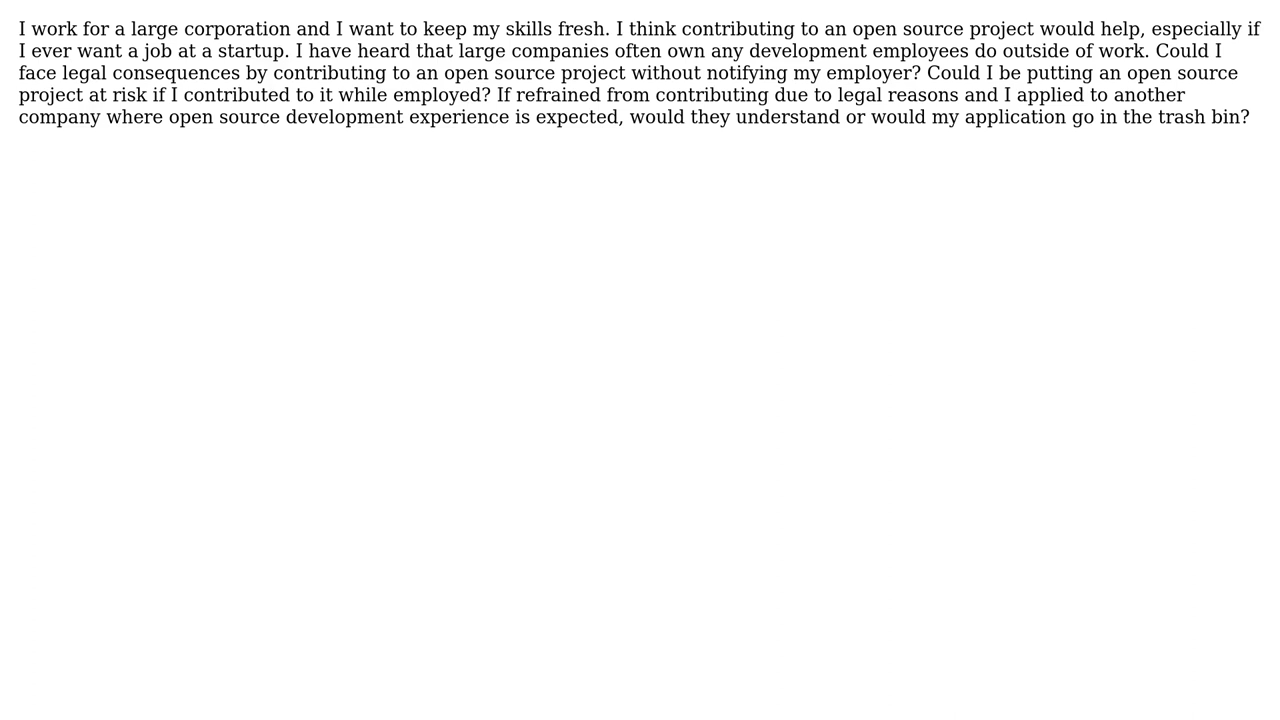 I work for a large corporation and I want to keep my skills fresh. I think contributing to an open source project would help, especially if
I ever want a job at a startup. I have heard that large companies often own any development employees do outside of work. Could I
face legal consequences by contributing to an open source project without notifying my employer? Could I be putting an open source
project at risk if I contributed to it while employed? If refrained from contributing due to legal reasons and I applied to another
company where open source development experience is expected, would they understand or would my application go in the trash bin?